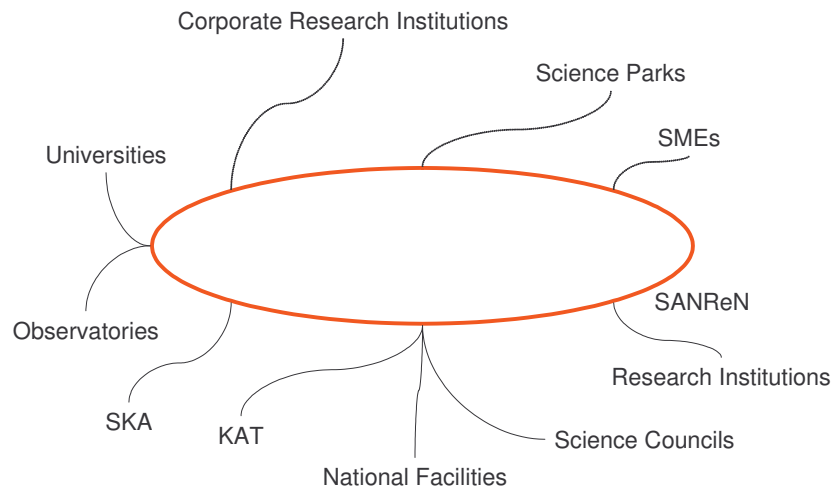 Corporate Research Institutions
Science Parks
SMEs
Universities
SANReN
Observatories
Research Institutions
SKA
KAT
Science Councils
National Facilities